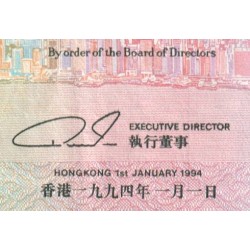 By order of the Board of Directors
EXECUTIVE DIRECTOR
執行董事
HONGKONG 1st JANUARY 1994
香港一九九四年一月一日